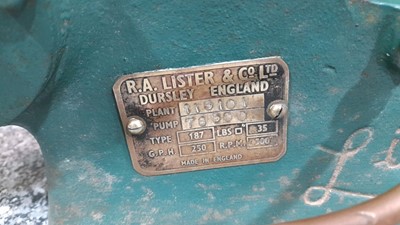 R.A. LISTER & CO. LTD
DURSLEY ENGLAND
PLANT
PUMP
TYPE 187 LBS□ 35
G.P.H 250 R.P.M
MADE IN ENGLAND